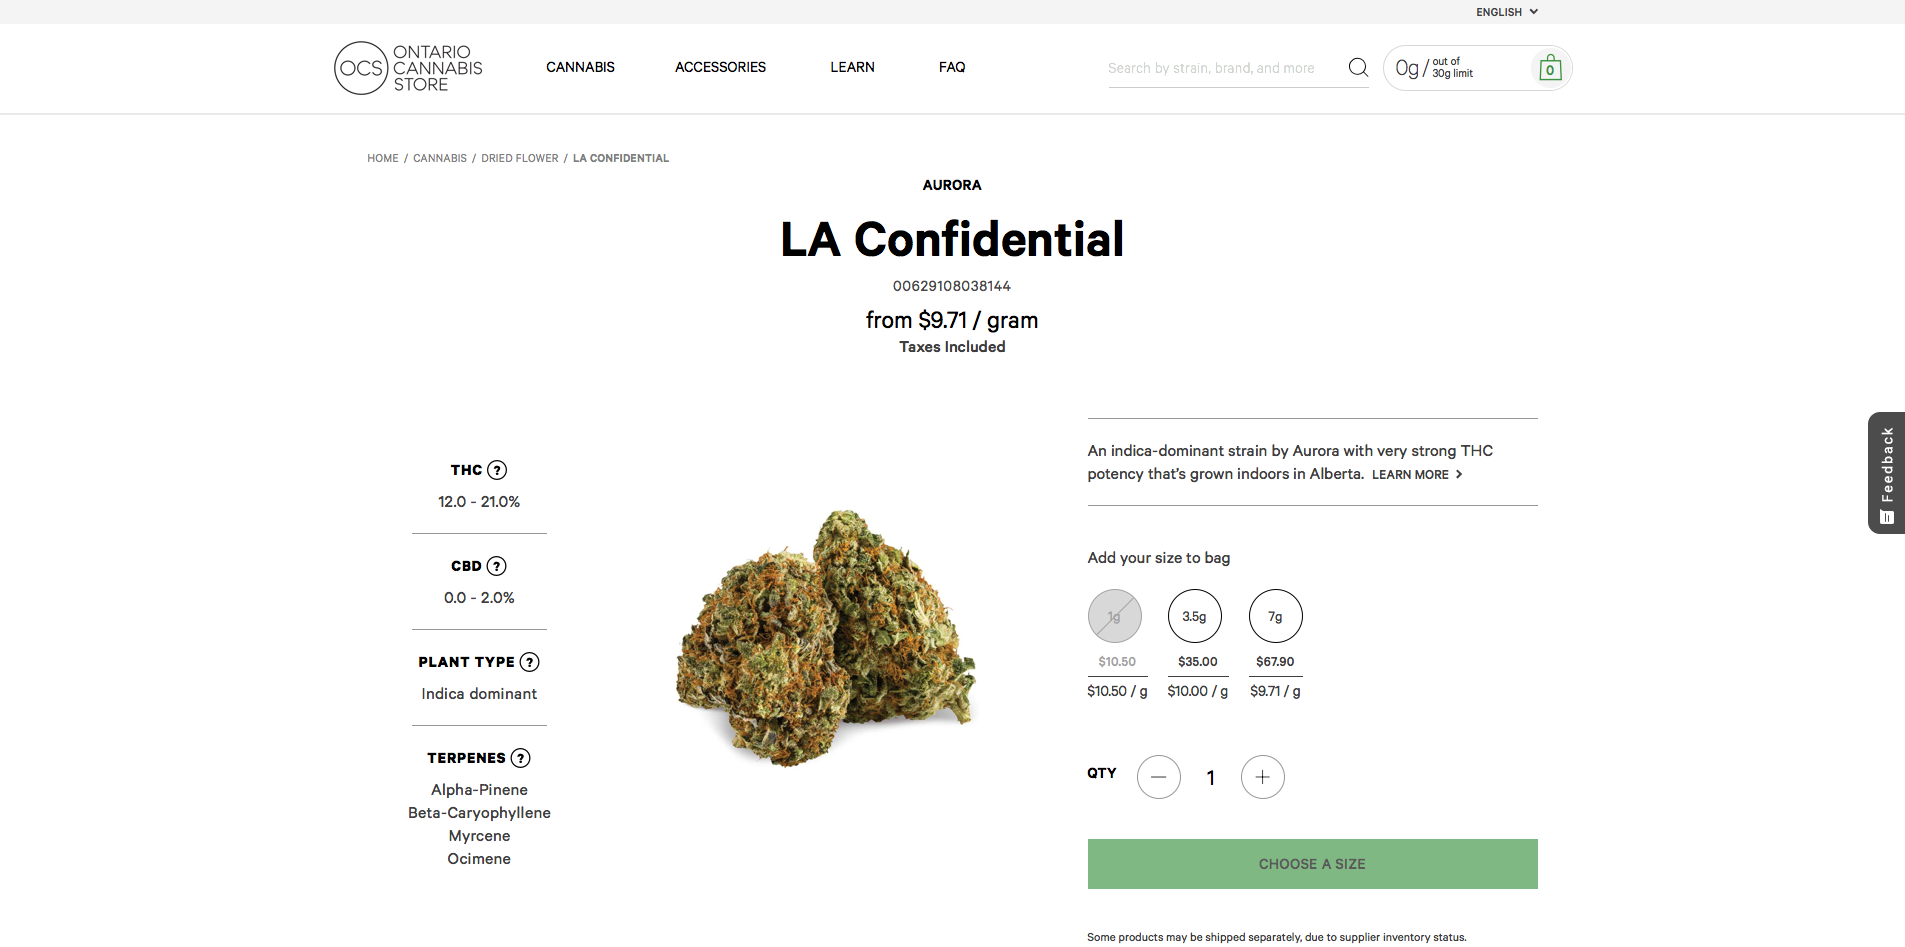 ENGLISH
OCS
ONTARIO
CANNABIS
STORE
CANNABIS
ACCESSORIES
LEARN
FAQ
Search by strain, brand, and more
0g / out of
30g limit
0
HOME / CANNABIS / DRIED FLOWER / LA CONFIDENTIAL
AURORA
LA Confidential
00629108038144
from $9.71 / gram
Taxes Included
THC ?
12.0 - 21.0%
CBD ?
0.0 - 2.0%
PLANT TYPE ?
Indica dominant
TERPENES ?
Alpha-Pinene
Beta-Caryophyllene
Myrcene
Ocimene
An indica-dominant strain by Aurora with very strong THC
potency that's grown indoors in Alberta. LEARN MORE >
Add your size to bag
1g 3.5g 7g
$10.50 $35.00 $67.90
$10.50 / g $10.00 / g $9.71 / g
QTY — 1 +
CHOOSE A SIZE
Some products may be shipped separately, due to supplier inventory status.
Feedback